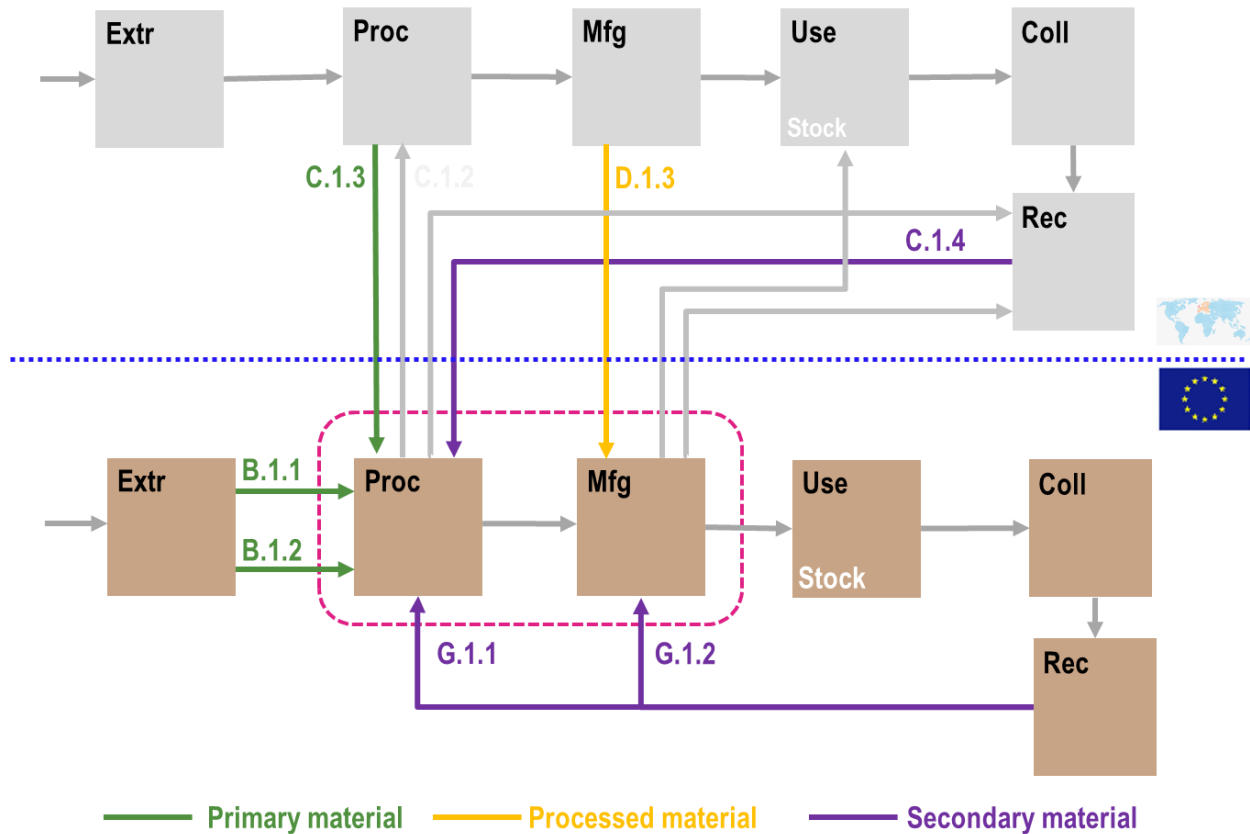 Extr
Proc
Mfg
Use
Coll
Stock
C.1.3
C.1.2
D.1.3
Rec
C.1.4
Extr
B.1.1
B.1.2
Proc
Mfg
Use
Stock
Coll
G.1.1
G.1.2
Rec
Primary material
Processed material
Secondary material